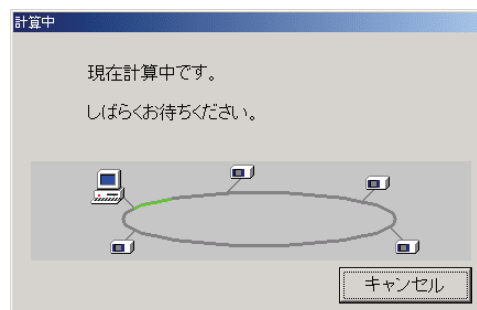 計算中
現在計算中です。
しばらくお待ちください。
キャンセル